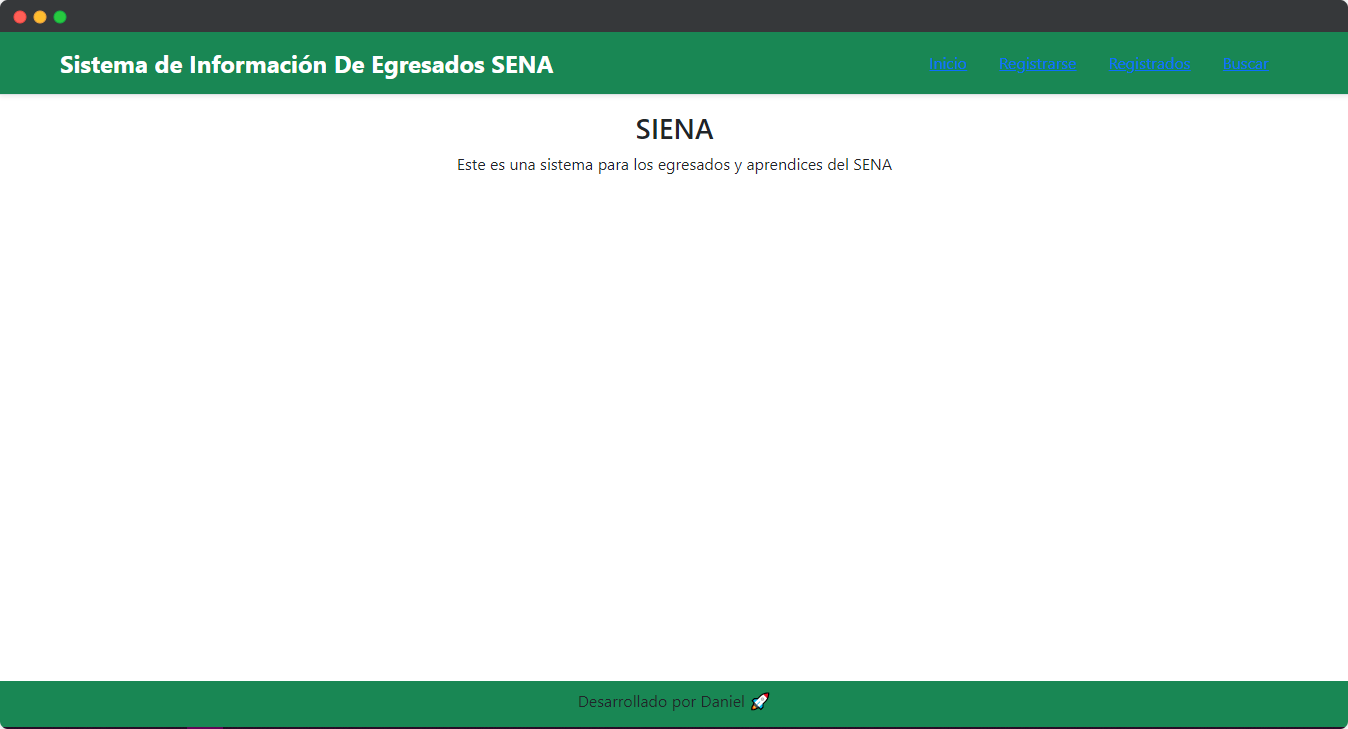 Sistema de Información De Egresados SENA
Inicio Registrarse Registrados Buscar
SIENA
Este es una sistema para los egresados y aprendices del SENA
Desarrollado por Daniel 🚀